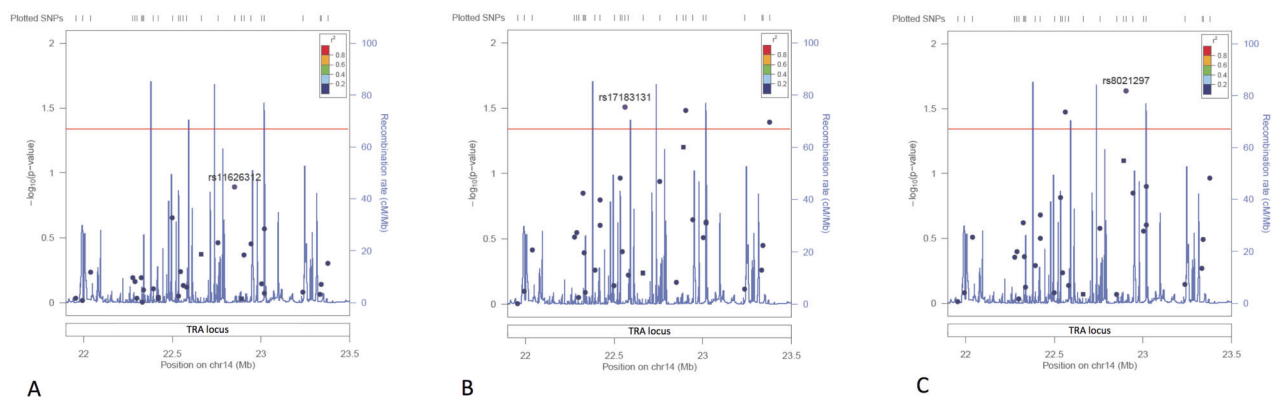 Plotted SNPs
2
1.5
1
0.5
0
− log10(p−value)
100
80
60
40
20
0
Recombination rate (cM/Mb)
r²
0.8
0.6
0.4
0.2
rs11626312
TRA locus
22
22.5
23
23.5
Position on chr14 (Mb)
A
Plotted SNPs
2
1.5
1
0.5
0
− log10(p−value)
100
80
60
40
20
0
Recombination rate (cM/Mb)
r²
0.8
0.6
0.4
0.2
rs17183131
TRA locus
22
22.5
23
23.5
Position on chr14 (Mb)
B
Plotted SNPs
2
1.5
1
0.5
0
− log10(p−value)
100
80
60
40
20
0
Recombination rate (cM/Mb)
r²
0.8
0.6
0.4
0.2
rs8021297
TRA locus
22
22.5
23
23.5
Position on chr14 (Mb)
C